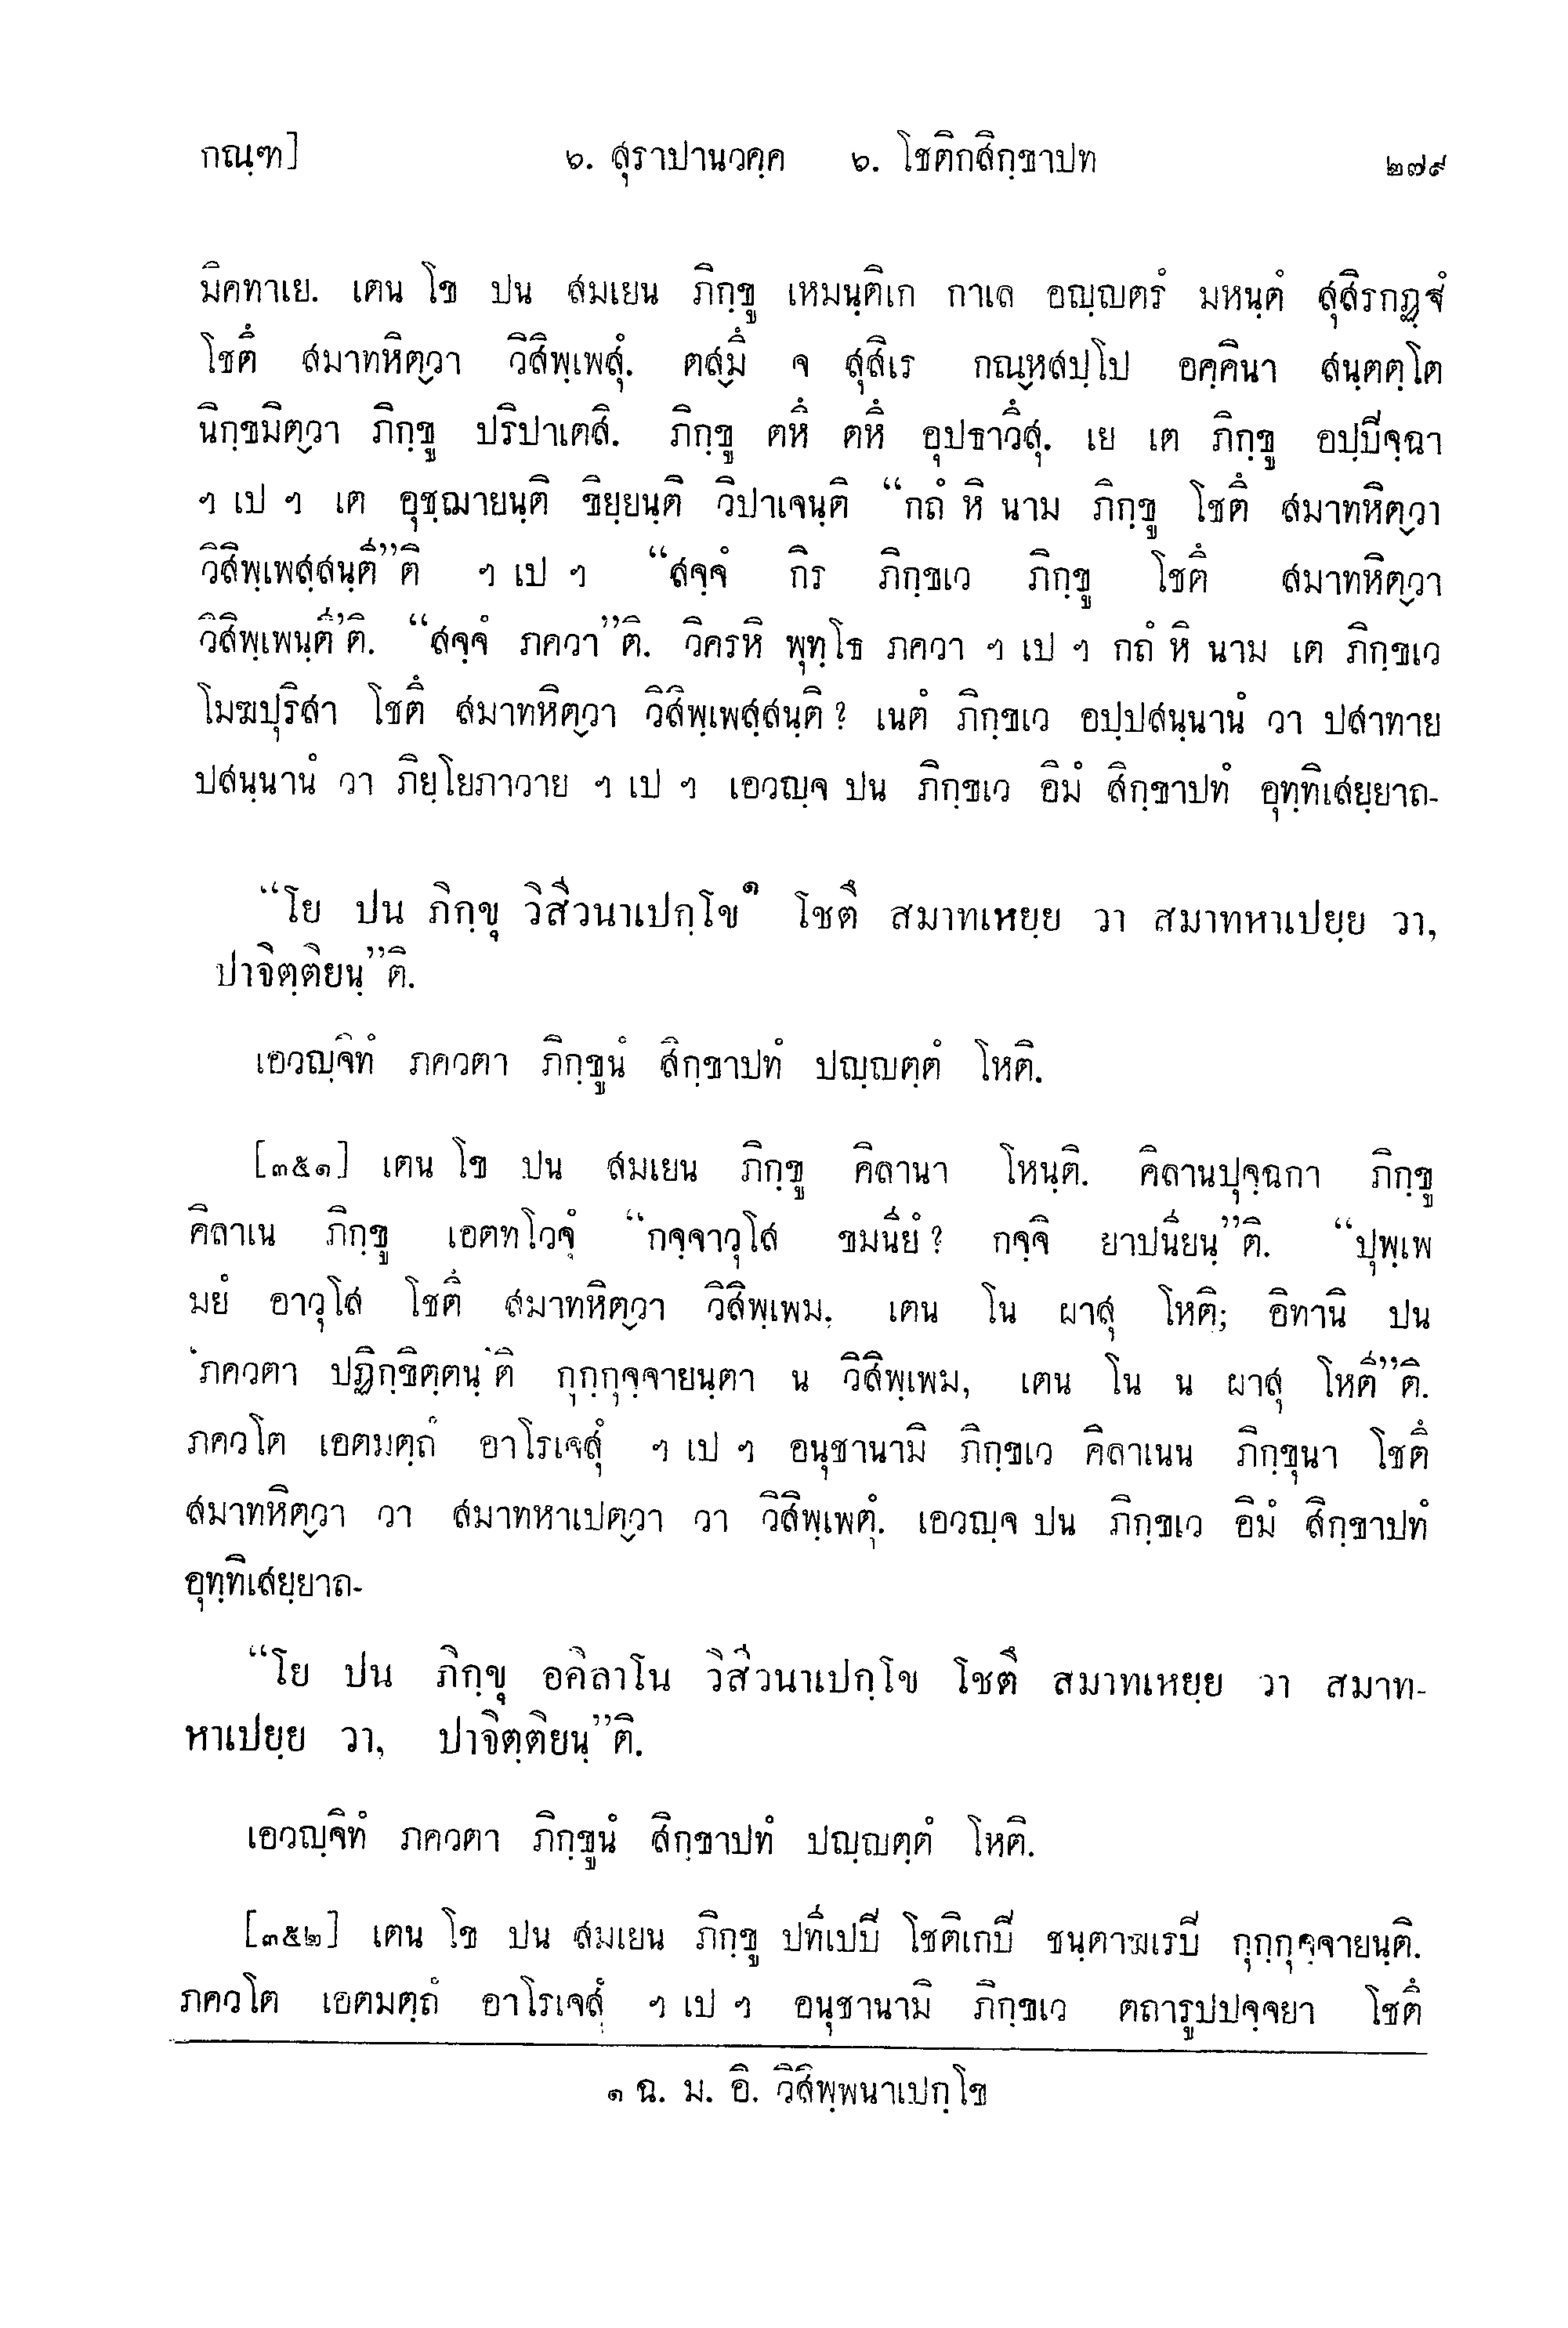 กณฺฑ] ๖. สุราปานวคฺค ๖. โชติกสิกฺขาปท ๒๗๙
มิคทาเย. เตน โข ปน สมเยน ภิกฺขู เหมนฺติเก กาเล อญฺญตรํ มหนฺตํ สุสิรกฏฺฐํ
โชตึ สมาทหิตฺวา วิสิพฺเพสุํ. ตสฺมึ จ สุสิเร กณฺหสปฺโป อคฺคินา สนฺตตฺโต
นิกฺขมิตฺวา ภิกฺขู ปริปาเตสิ. ภิกฺขู ตหึ ตหึ อุปธาวึสุ. เย เต ภิกฺขู อปฺปิจฺฉา
ฯ เป ฯ เต อุชฺฌายนฺติ ขิยฺยนฺติ วิปาเจนฺติ “กถํ หิ นาม ภิกฺขู โชตึ สมาทหิตฺวา
วิสิพฺเพสฺสนฺตี”ติ ฯ เป ฯ “สจฺจํ กิร ภิกฺขเว ภิกฺขู โชตึ สมาทหิตฺวา
วิสิพฺเพนฺตี”ติ. “สจฺจํ ภควา”ติ. วิครหิ พุทฺโธ ภควา ฯ เป ฯ กถํ หิ นาม เต ภิกฺขเว
โมฆปุริสา โชตึ สมาทหิตฺวา วิสิพฺเพสฺสนฺติ? เนตํ ภิกฺขเว อปฺปสนฺนานํ วา ปสาทาย
ปสนฺนานํ วา ภิยฺโยภาวาย ฯ เป ฯ เอวญฺจ ปน ภิกฺขเว อิมํ สิกฺขาปทํ อุทฺทิเสยฺยาถ-
“โย ปน ภิกฺขุ วิสีวนาเปกฺโข๑ โชตึ สมาทเหยฺย วา สมาทหาเปยฺย วา,
ปาจิตฺติยนฺ”ติ.
เอวญฺจิทํ ภควตา ภิกฺขูนํ สิกฺขาปทํ ปญฺญตฺตํ โหติ.
[๓๕๑] เตน โข ปน สมเยน ภิกฺขู คิลานา โหนฺติ. คิลานปุจฺฉกา ภิกฺขู
คิลาเน ภิกฺขู เอตทโวจุํ “กจฺจาวุโส ขมนียํ? กจฺจิ ยาปนียนฺ”ติ. “ปุพฺเพ
มยํ อาวุโส โชตึ สมาทหิตฺวา วิสิพฺเพม, เตน โน ผาสุ โหติ; อิทานิ ปน
‘ภควตา ปฏิกฺขิตฺตนฺ’ติ กุกฺกุจฺจายนฺตา น วิสิพฺเพม, เตน โน น ผาสุ โหตี”ติ.
ภควโต เอตมตฺถํ อาโรเจสุํ ฯ เป ฯ อนุชานามิ ภิกฺขเว คิลาเนน ภิกฺขุนา โชตึ
สมาทหิตฺวา วา สมาทหาเปตฺวา วา วิสิพฺเพตุํ. เอวญฺจ ปน ภิกฺขเว อิมํ สิกฺขาปทํ
อุทฺทิเสยฺยาถ-
“โย ปน ภิกฺขุ อคิลาโน วิสีวนาเปกฺโข โชตึ สมาทเหยฺย วา สมาท-
หาเปยฺย วา, ปาจิตฺติยนฺ”ติ.
เอวญฺจิทํ ภควตา ภิกฺขูนํ สิกฺขาปทํ ปญฺญตฺตํ โหติ.
[๓๕๒] เตน โข ปน สมเยน ภิกฺขู ปทีเปปิ โชติเกปิ ชนฺตาฆเรปิ กุกฺกุจฺจายนฺติ.
ภควโต เอตมตฺถํ อาโรเจสุํ ฯ เป ฯ อนุชานามิ ภิกฺขเว ตถารูปปจฺจยา โชตึ
๑ ฉ. ม. อิ. วิสิพฺพนาเปกฺโข